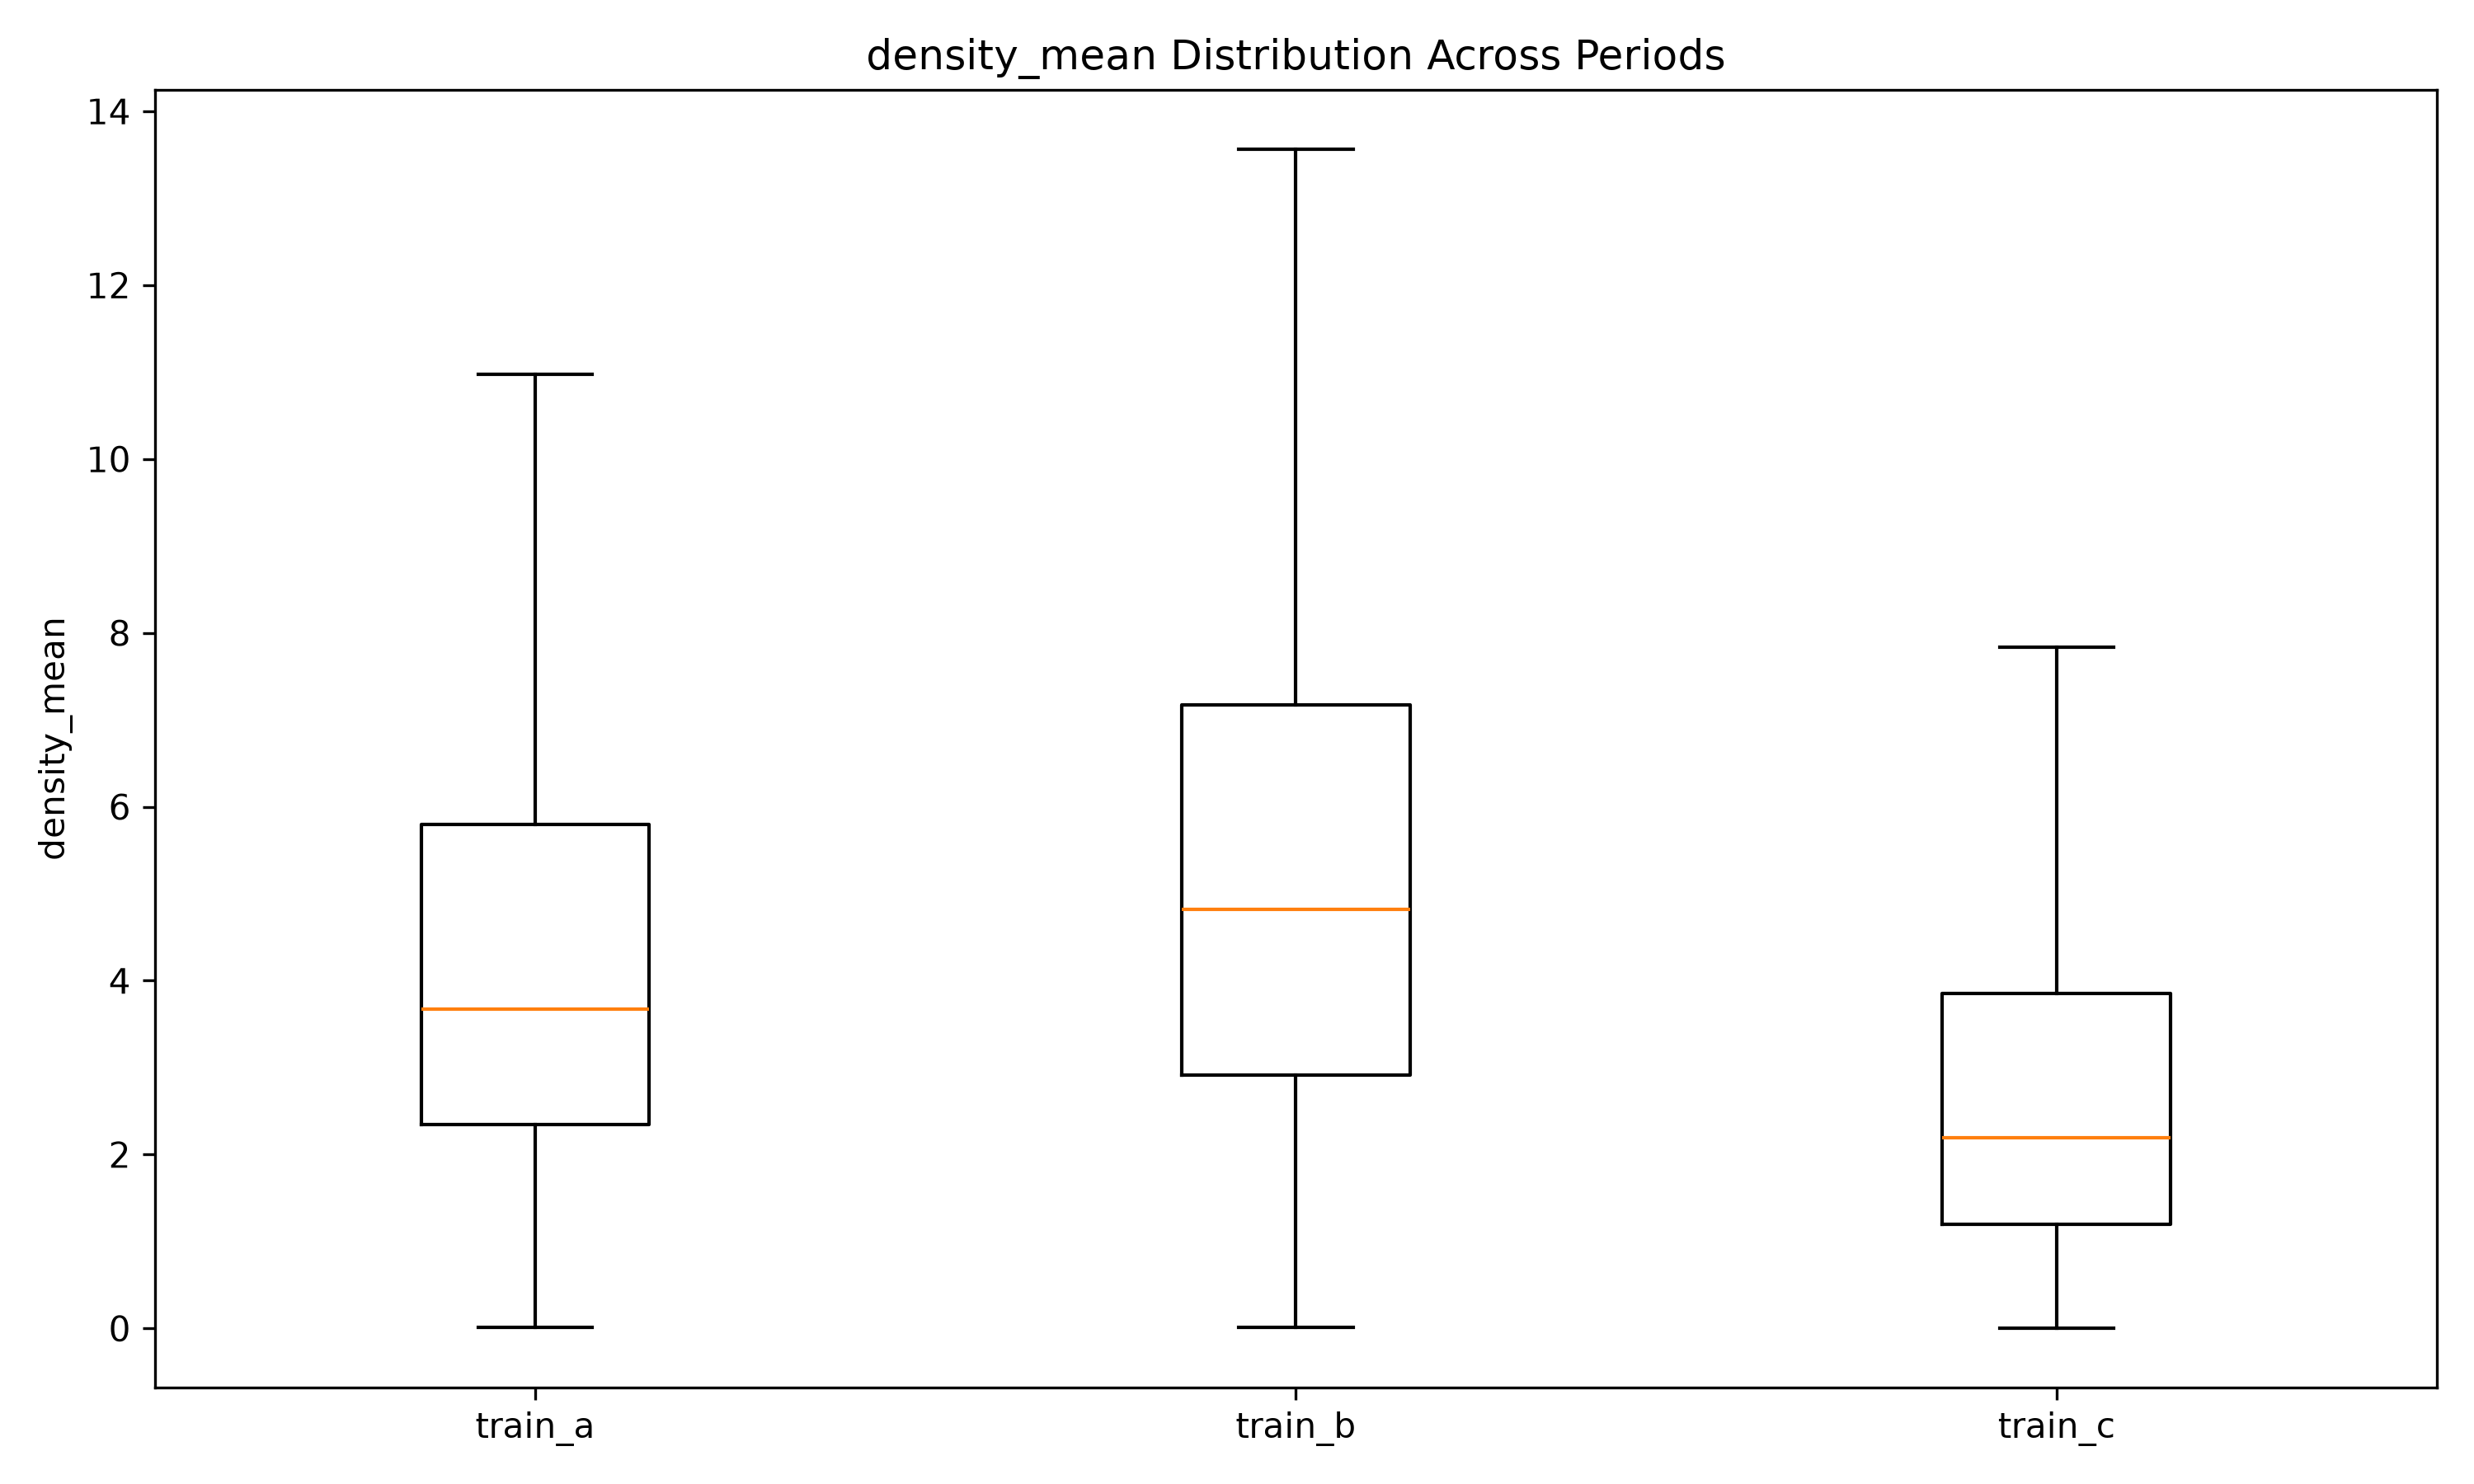 density_mean Distribution Across Periods
density_mean
14
12
10
8
6
4
2
0
train_a
train_b
train_c